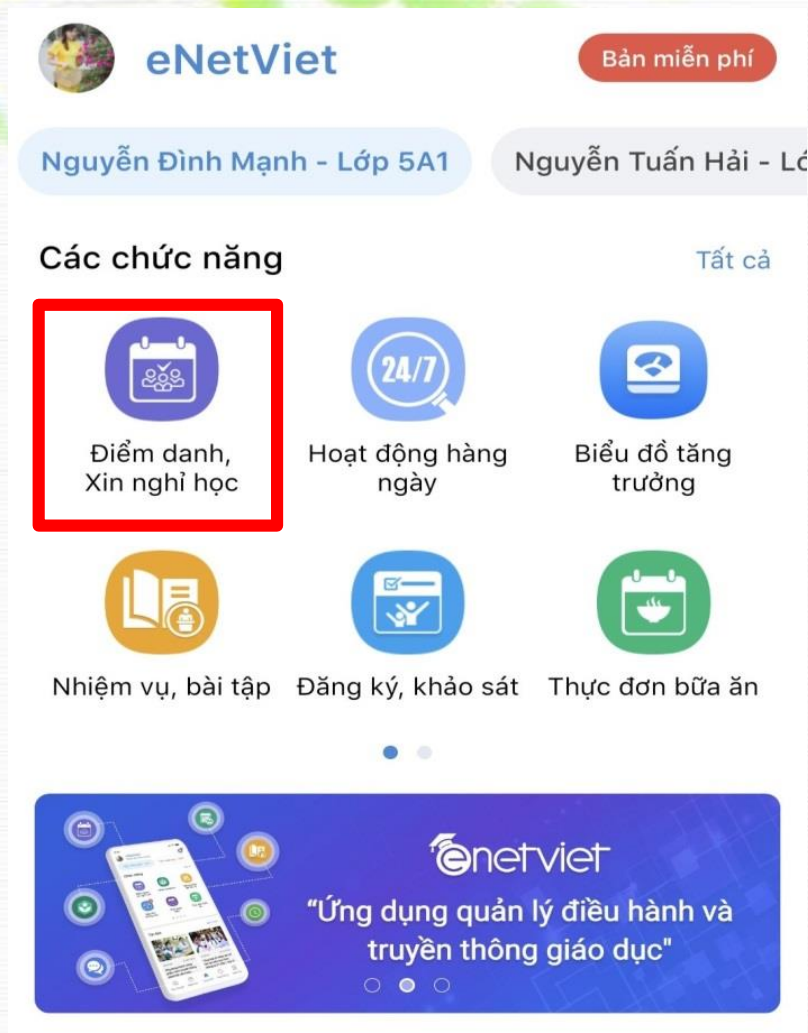 eNetViet
Bản miễn phí
Nguyễn Đình Mạnh - Lớp 5A1
Nguyễn Tuấn Hải - Lớ
Các chức năng
Tất cả
Điểm danh,
Xin nghỉ học
24/7
Hoạt động hàng
ngày
Biểu đồ tăng
trưởng
Nhiệm vụ, bài tập
Đăng ký, khảo sát
Thực đơn bữa ăn
enetviet
"Ứng dụng quản lý điều hành và
truyền thông giáo dục"